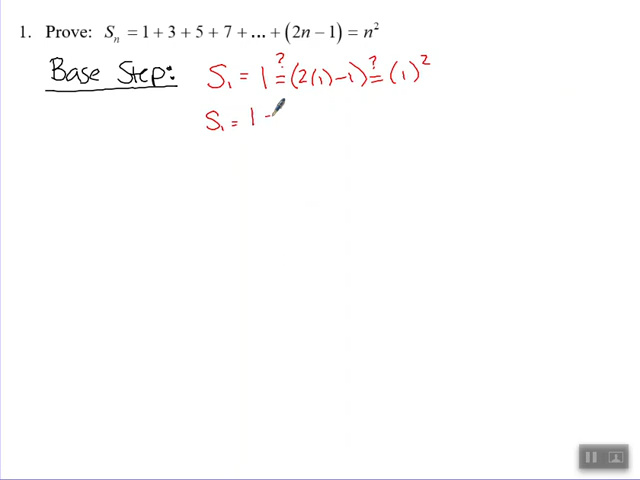 1. Prove: Sₙ = 1 + 3 + 5 + 7 + ... + (2n − 1) = n²
Base Step: S₁ = 1 ≟ (2(1) − 1) ≟ (1)²
S₁ = 1 -